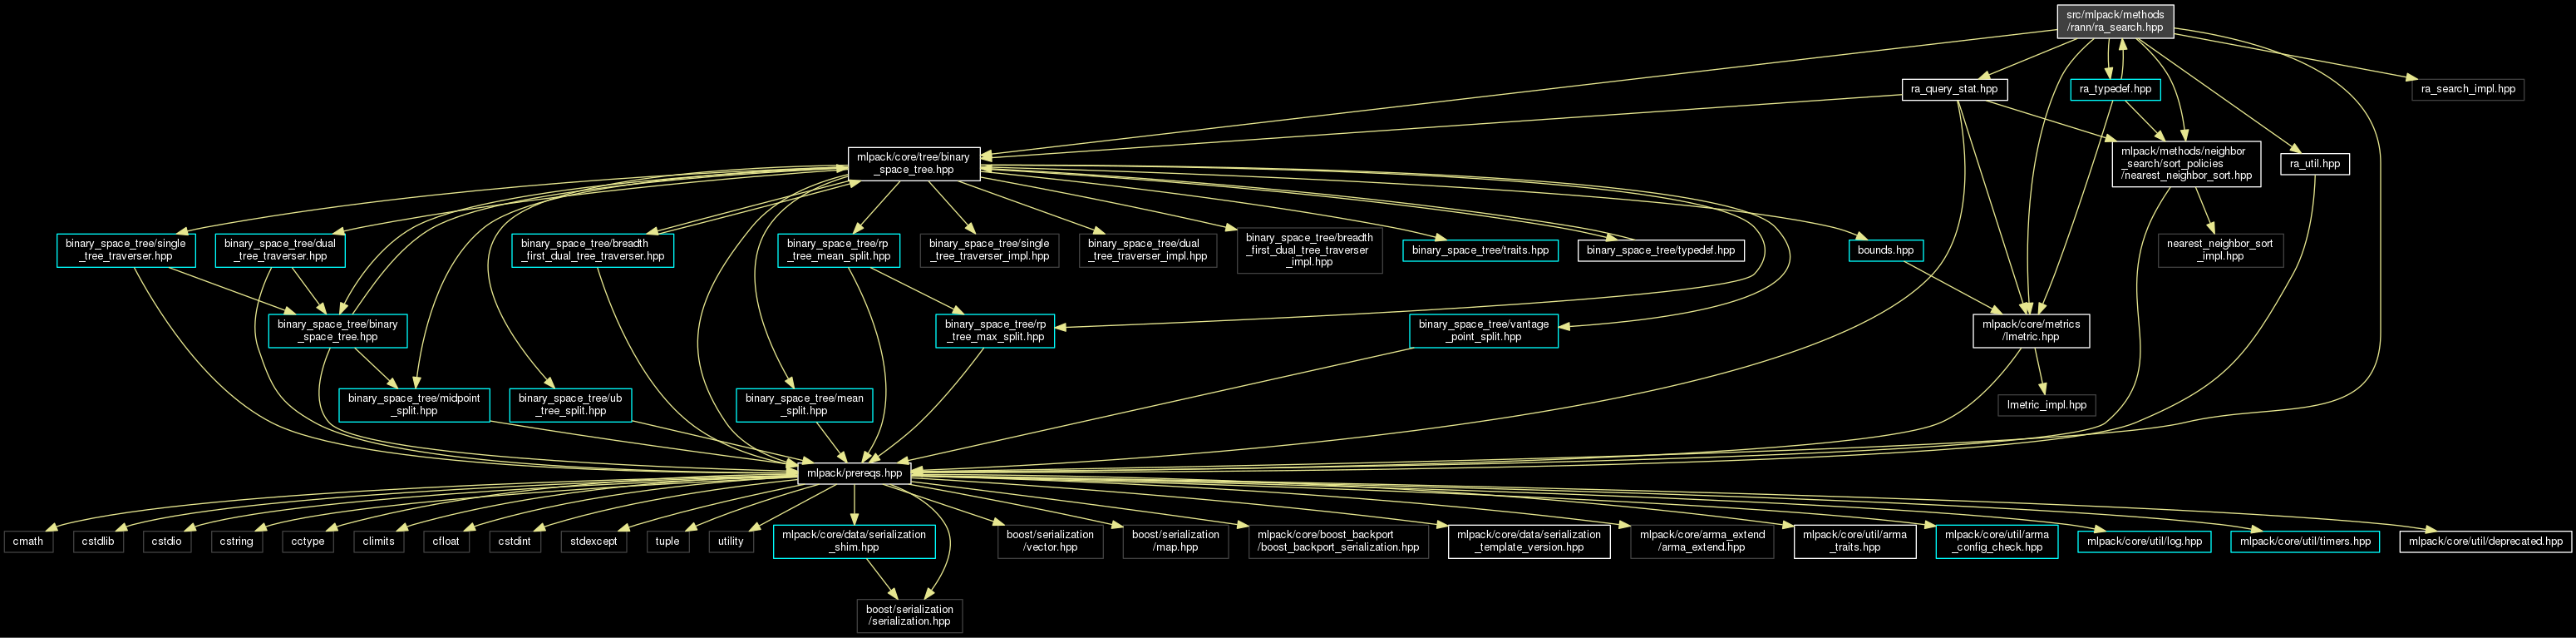 src/mlpack/methods
/rann/ra_search.hpp
ra_query_stat.hpp
ra_typedef.hpp
ra_search_impl.hpp
mlpack/core/tree/binary
_space_tree.hpp
mlpack/methods/neighbor
_search/sort_policies
/nearest_neighbor_sort.hpp
ra_util.hpp
binary_space_tree/single
_tree_traverser.hpp
binary_space_tree/dual
_tree_traverser.hpp
binary_space_tree/breadth
_first_dual_tree_traverser.hpp
binary_space_tree/rp
_tree_mean_split.hpp
binary_space_tree/single
_tree_traverser_impl.hpp
binary_space_tree/dual
_tree_traverser_impl.hpp
binary_space_tree/breadth
_first_dual_tree_traverser
_impl.hpp
binary_space_tree/traits.hpp
binary_space_tree/typedef.hpp
bounds.hpp
nearest_neighbor_sort
_impl.hpp
binary_space_tree/binary
_space_tree.hpp
binary_space_tree/rp
_tree_max_split.hpp
binary_space_tree/vantage
_point_split.hpp
mlpack/core/metrics
/lmetric.hpp
binary_space_tree/midpoint
_split.hpp
binary_space_tree/ub
_tree_split.hpp
binary_space_tree/mean
_split.hpp
lmetric_impl.hpp
mlpack/prereqs.hpp
cmath
cstdlib
cstdio
cstring
cctype
climits
cfloat
cstdint
stdexcept
tuple
utility
mlpack/core/data/serialization
_shim.hpp
boost/serialization
/vector.hpp
boost/serialization
/map.hpp
mlpack/core/boost_backport
/boost_backport_serialization.hpp
mlpack/core/data/serialization
_template_version.hpp
mlpack/core/arma_extend
/arma_extend.hpp
mlpack/core/util/arma
_traits.hpp
mlpack/core/util/arma
_config_check.hpp
mlpack/core/util/log.hpp
mlpack/core/util/timers.hpp
mlpack/core/util/deprecated.hpp
boost/serialization
/serialization.hpp